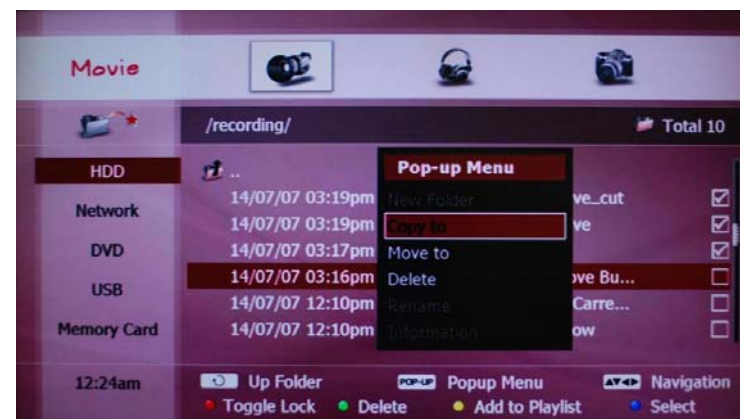 Movie
/recording/
Total 10
HDD
Network
DVD
USB
Memory Card
..
14/07/07 03:19pm ve_cut
14/07/07 03:19pm ve
14/07/07 03:17pm
14/07/07 03:16pm ove Bu...
14/07/07 12:10pm Carre...
14/07/07 12:10pm ow
Pop-up Menu
New Folder
Copy to
Move to
Delete
Rename
Information
12:24am
Up Folder
POP-UP Popup Menu
Navigation
Toggle Lock
Delete
Add to Playlist
Select